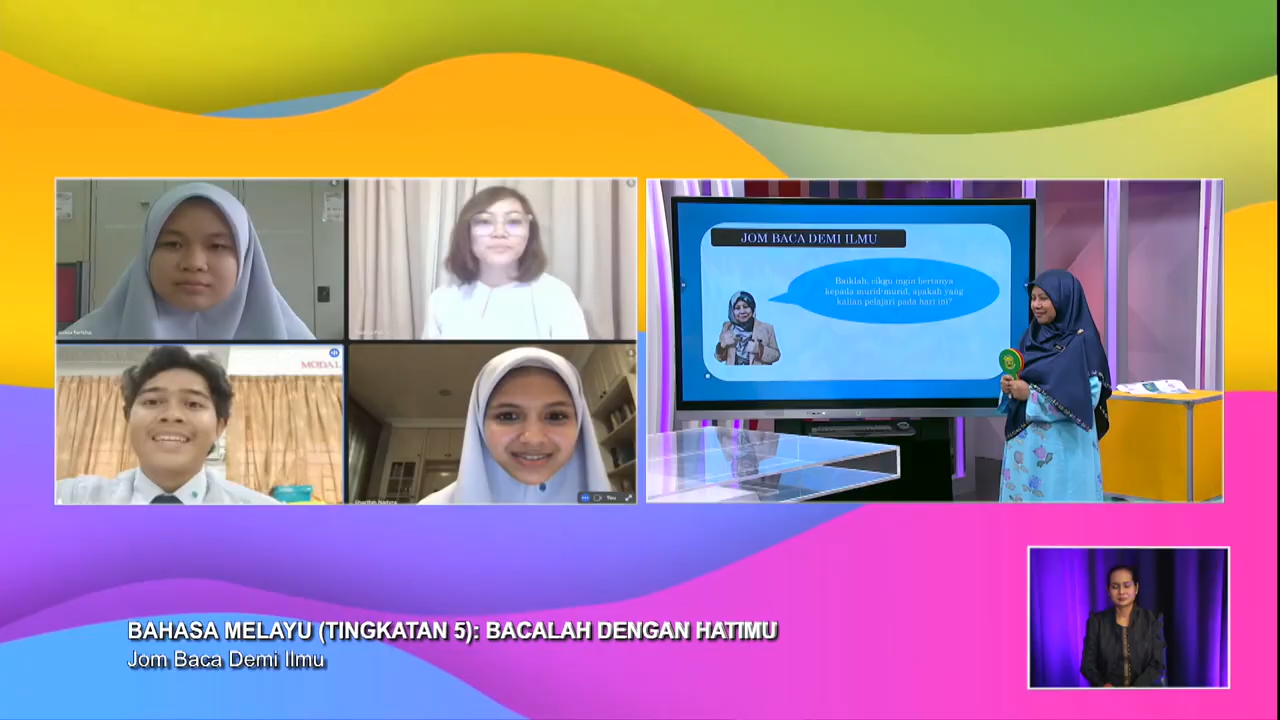 MODAL
JOM BACA DEMI ILMU
Baiklah, cikgu ingin bertanya
kepada murid-murid, apakah yang
kalian pelajari pada hari ini?
You
BAHASA MELAYU (TINGKATAN 5): BACALAH DENGAN HATIMU
Jom Baca Demi Ilmu